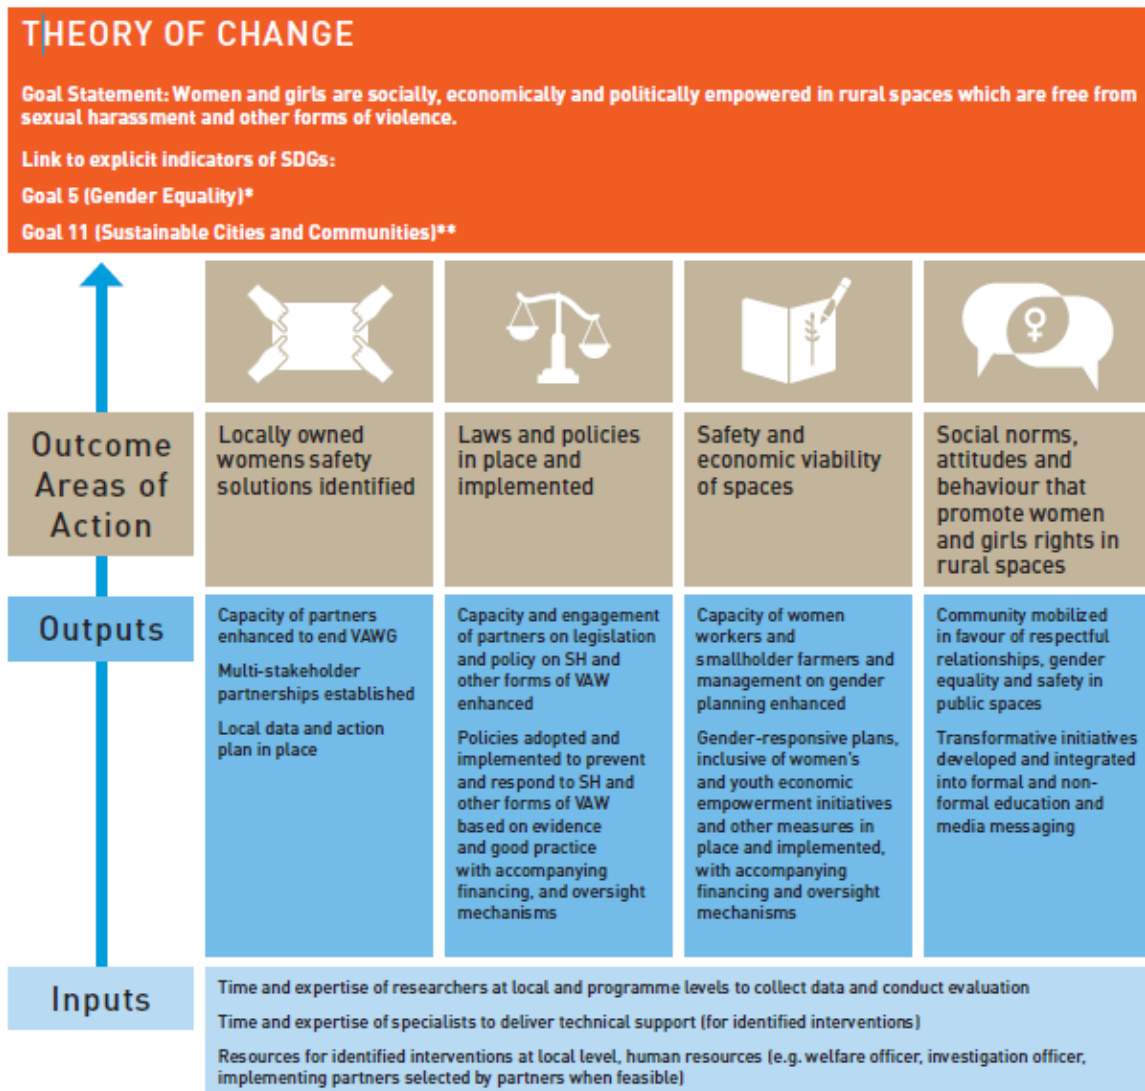 THEORY OF CHANGE
Goal Statement: Women and girls are socially, economically and politically empowered in rural spaces which are free from
sexual harassment and other forms of violence.
Link to explicit indicators of SDGs:
Goal 5 (Gender Equality)*
Goal 11 (Sustainable Cities and Communities)**
Outcome
Areas of
Action
Locally owned
womens safety
solutions identified
Laws and policies
in place and
implemented
Safety and
economic viability
of spaces
Social norms,
attitudes and
behaviour that
promote women
and girls rights in
rural spaces
Outputs
Capacity of partners
enhanced to end VAWG
Multi-stakeholder
partnerships established
Local data and action
plan in place
Capacity and engagement
of partners on legislation
and policy on SH and
other forms of VAW
enhanced
Policies adopted and
implemented to prevent
and respond to SH and
other forms of VAW
based on evidence
and good practice
with accompanying
financing, and oversight
mechanisms
Capacity of women
workers and
smallholder farmers and
management on gender
planning enhanced
Gender-responsive plans,
inclusive of women's
and youth economic
empowerment initiatives
and other measures in
place and implemented,
with accompanying
financing and oversight
mechanisms
Community mobilized
in favour of respectful
relationships, gender
equality and safety in
public spaces
Transformative initiatives
developed and integrated
into formal and non-
formal education and
media messaging
Inputs
Time and expertise of researchers at local and programme levels to collect data and conduct evaluation
Time and expertise of specialists to deliver technical support (for identified interventions)
Resources for identified interventions at local level, human resources (e.g. welfare officer, investigation officer,
implementing partners selected by partners when feasible)